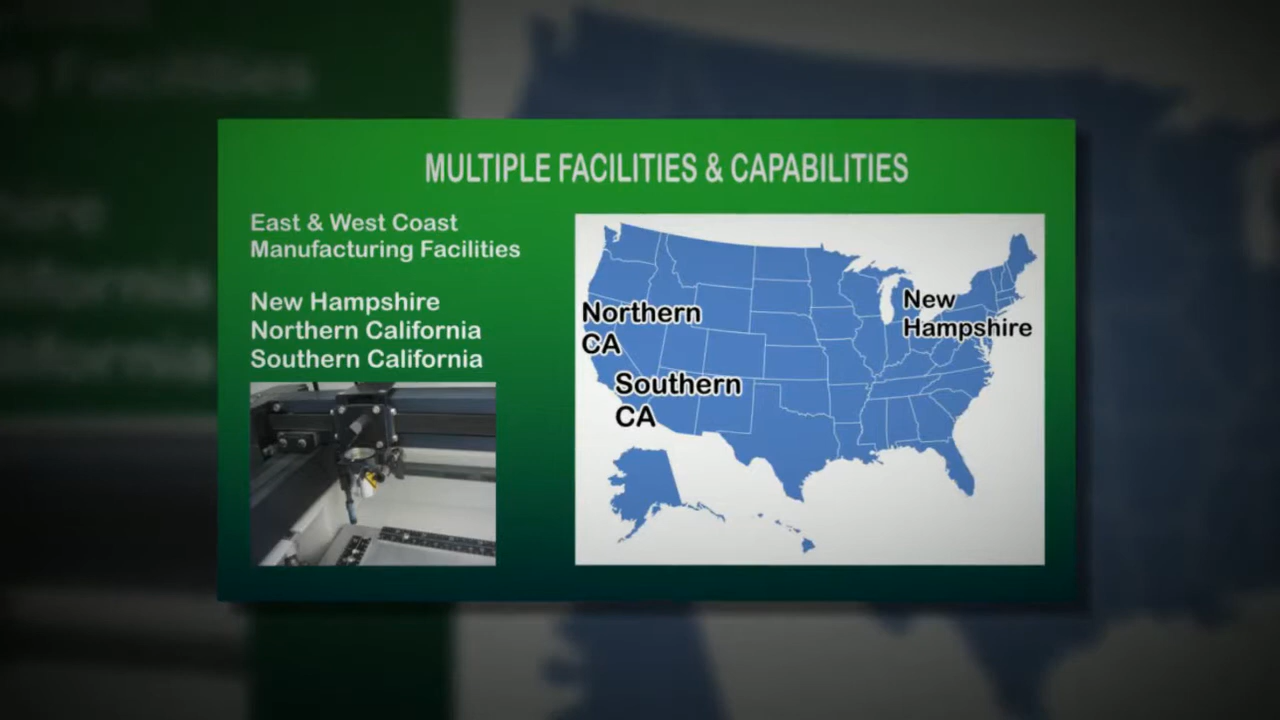 MULTIPLE FACILITIES & CAPABILITIES
East & West Coast
Manufacturing Facilities
New Hampshire
Northern California
Southern California
Northern
CA
Southern
CA
New
Hampshire